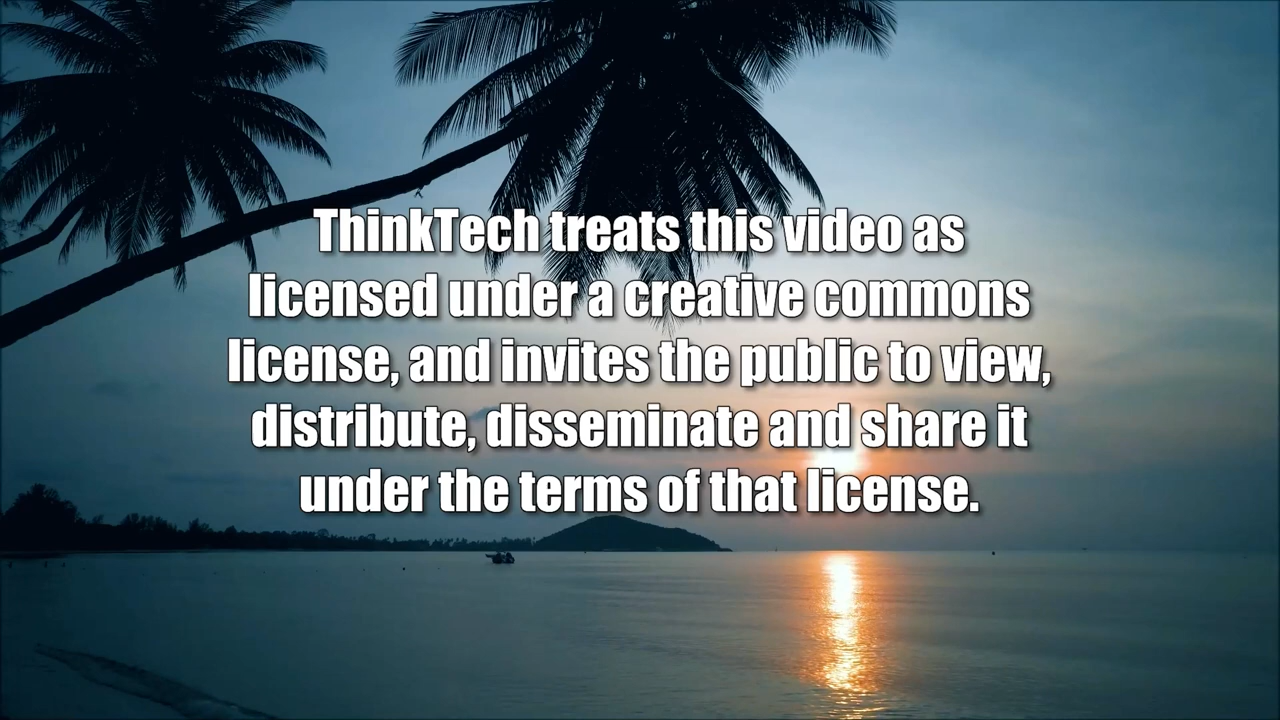 ThinkTech treats this video as
licensed under a creative commons
license, and invites the public to view,
distribute, disseminate and share it
under the terms of that license.